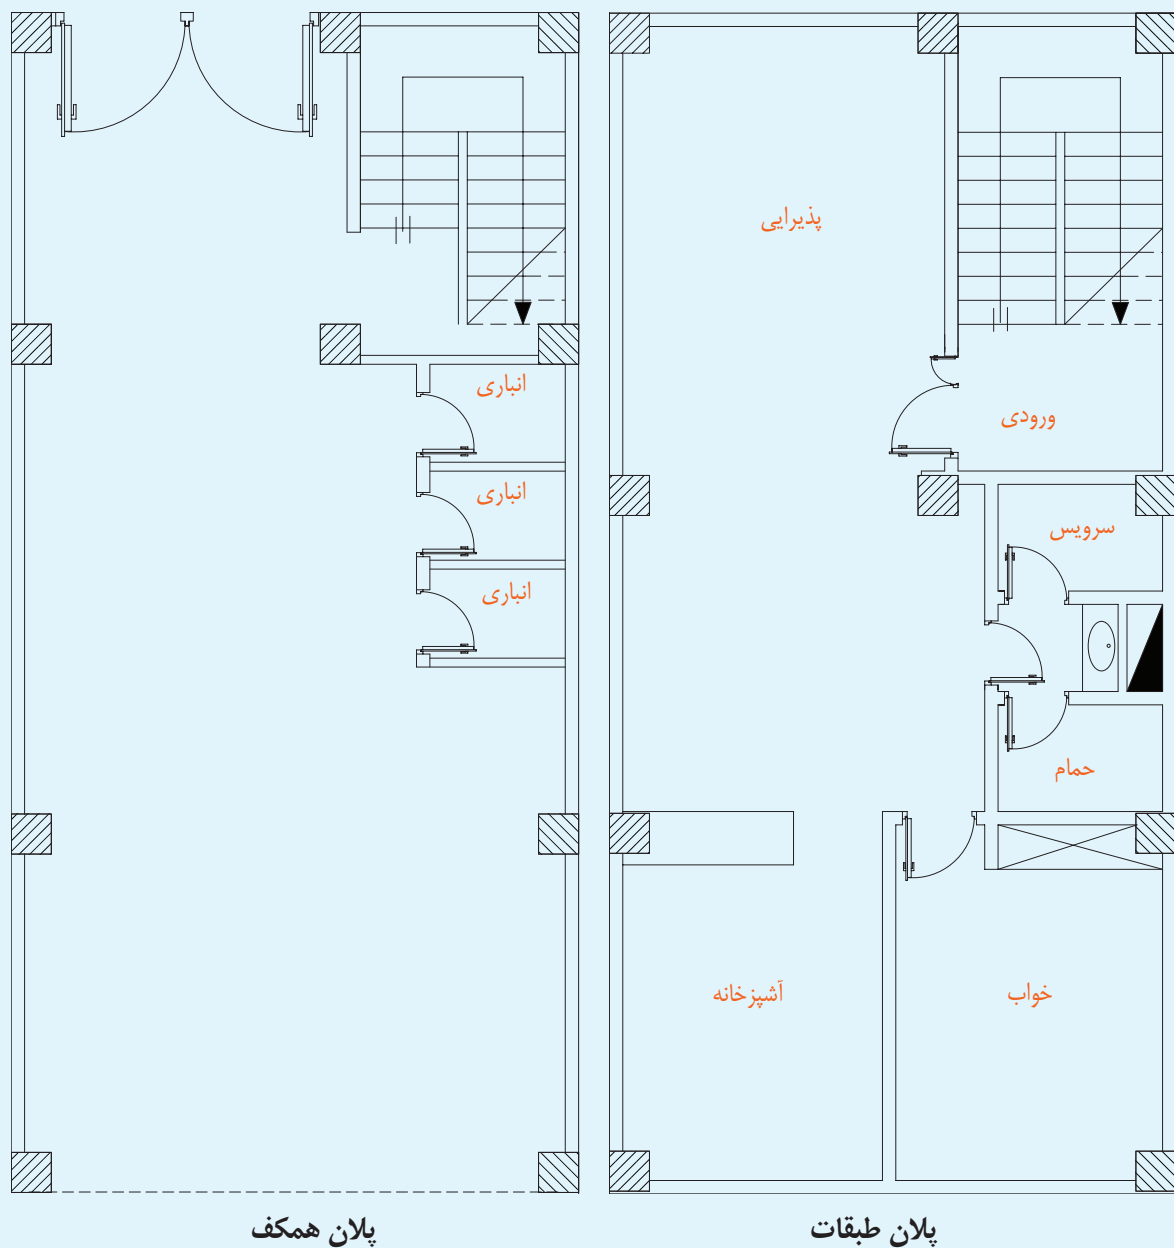 پذیرایی
ورودی
سرویس
حمام
خواب
آشپزخانه
پلان طبقات
انباری
انباری
انباری
پلان همکف